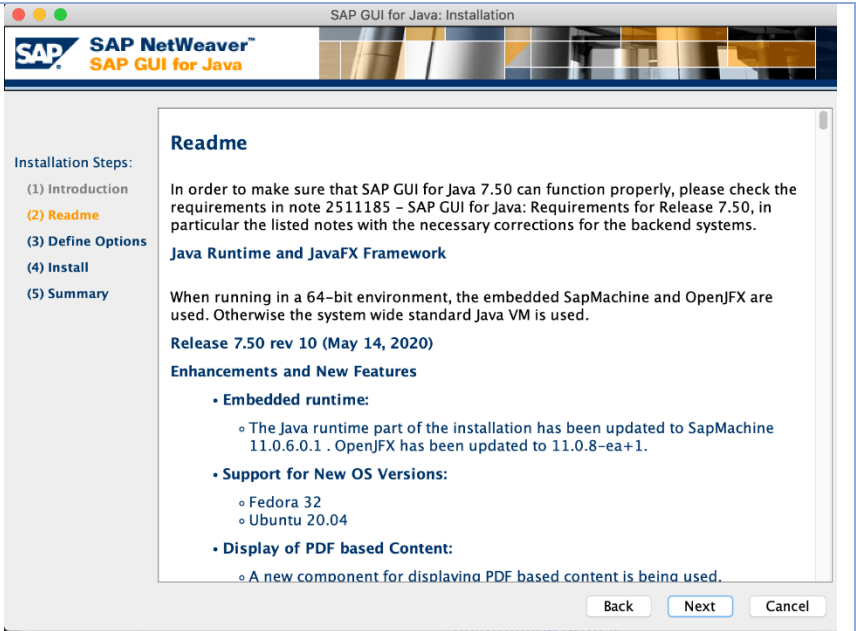 SAP GUI for Java: Installation
SAP
SAP NetWeaver™
SAP GUI for Java
Installation Steps:
(1) Introduction
(2) Readme
(3) Define Options
(4) Install
(5) Summary
Readme
In order to make sure that SAP GUI for Java 7.50 can function properly, please check the
requirements in note 2511185 – SAP GUI for Java: Requirements for Release 7.50, in
particular the listed notes with the necessary corrections for the backend systems.
Java Runtime and JavaFX Framework
When running in a 64-bit environment, the embedded SapMachine and OpenJFX are
used. Otherwise the system wide standard Java VM is used.
Release 7.50 rev 10 (May 14, 2020)
Enhancements and New Features
• Embedded runtime:
◦ The Java runtime part of the installation has been updated to SapMachine
11.0.6.0.1 . OpenJFX has been updated to 11.0.8-ea+1.
• Support for New OS Versions:
◦ Fedora 32
◦ Ubuntu 20.04
• Display of PDF based Content:
◦ A new component for displaying PDF based content is being used.
Back
Next
Cancel